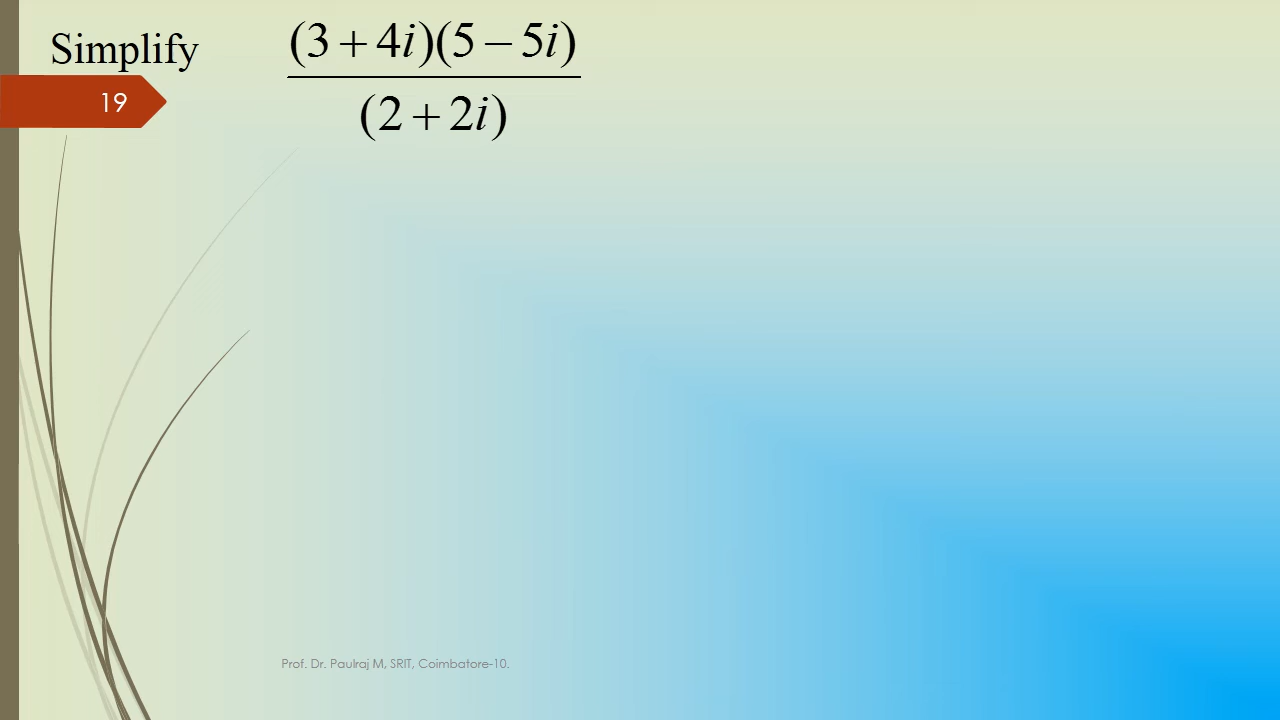 Simplify (3+4i)(5−5i)
(2+2i)
19
Prof. Dr. Paulraj M, SRIT, Coimbatore-10.